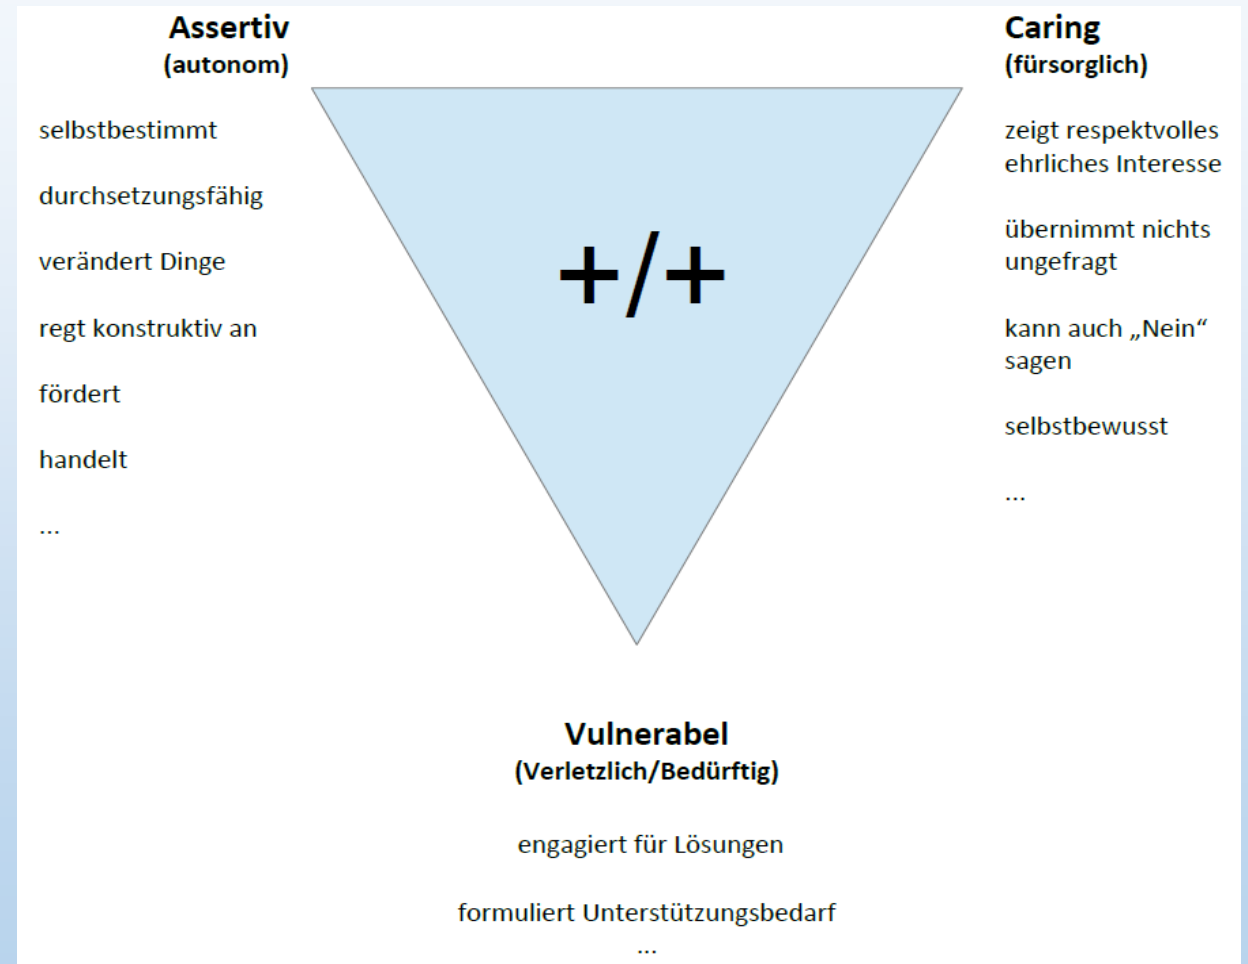 Assertiv
(autonom)
selbstbestimmt
durchsetzungsfähig
verändert Dinge
regt konstruktiv an
fördert
handelt
...
+/+
Caring
(fürsorglich)
zeigt respektvolles
ehrliches Interesse
übernimmt nichts
ungefragt
kann auch „Nein“
sagen
selbstbewusst
...
Vulnerabel
(Verletzlich/Bedürftig)
engagiert für Lösungen
formuliert Unterstützungsbedarf
...